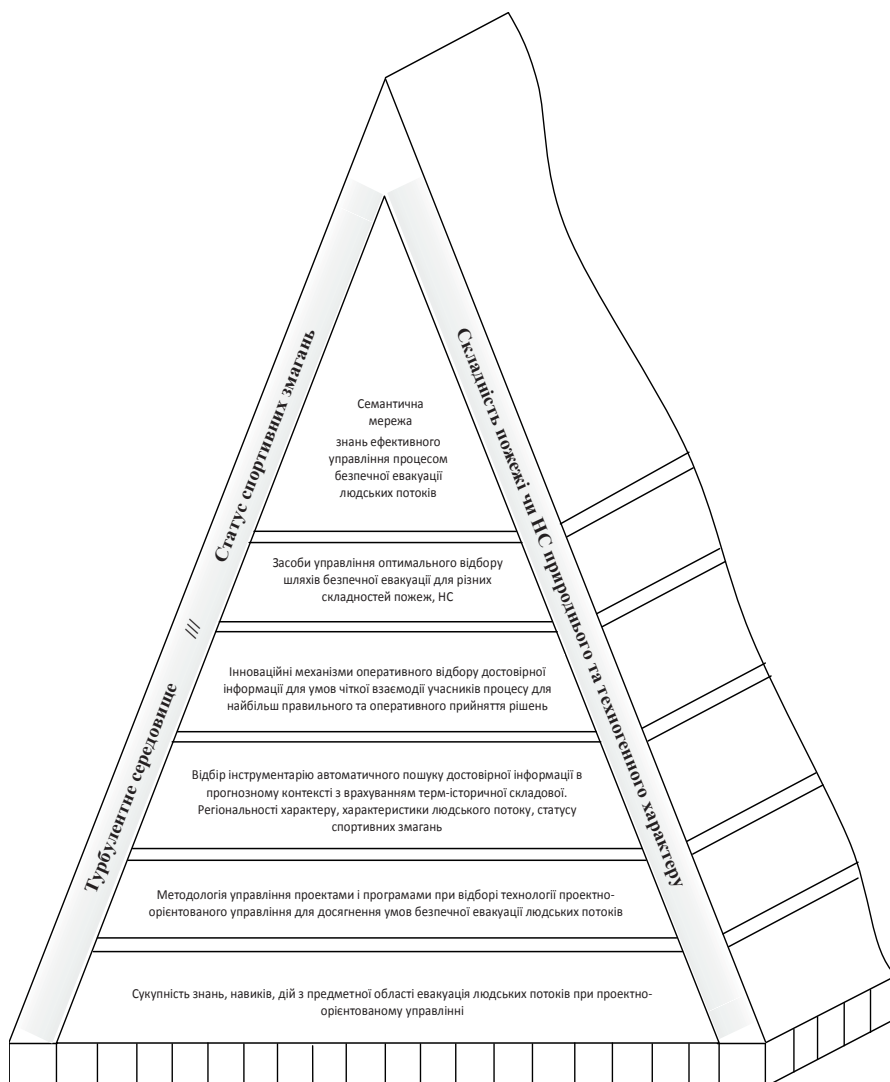 Статус спортивних змагань
///
Турбулентне середовище
Складність пожежі чи НС природнього та техногенного характеру
Семантична
мережа
знань ефективного
управління процесом
безпечної евакуації
людських потоків
Засоби управління оптимального відбору
шляхів безпечної евакуації для різних
складностей пожеж, НС
Інноваційні механізми оперативного відбору достовірної
інформації для умов чіткої взаємодії учасників процесу для
найбільш правильного та оперативного прийняття рішень
Відбір інструментарію автоматичного пошуку достовірної інформації в
прогнозному контексті з врахуванням терм-історичної складової.
Регіональності характеру, характеристики людського потоку, статусу
спортивних змагань
Методологія управління проектами і програмами при відборі технології проектно-
орієнтованого управління для досягнення умов безпечної евакуації людських потоків
Сукупність знань, навиків, дій з предметної області евакуація людських потоків при проектно-
орієнтованому управлінні